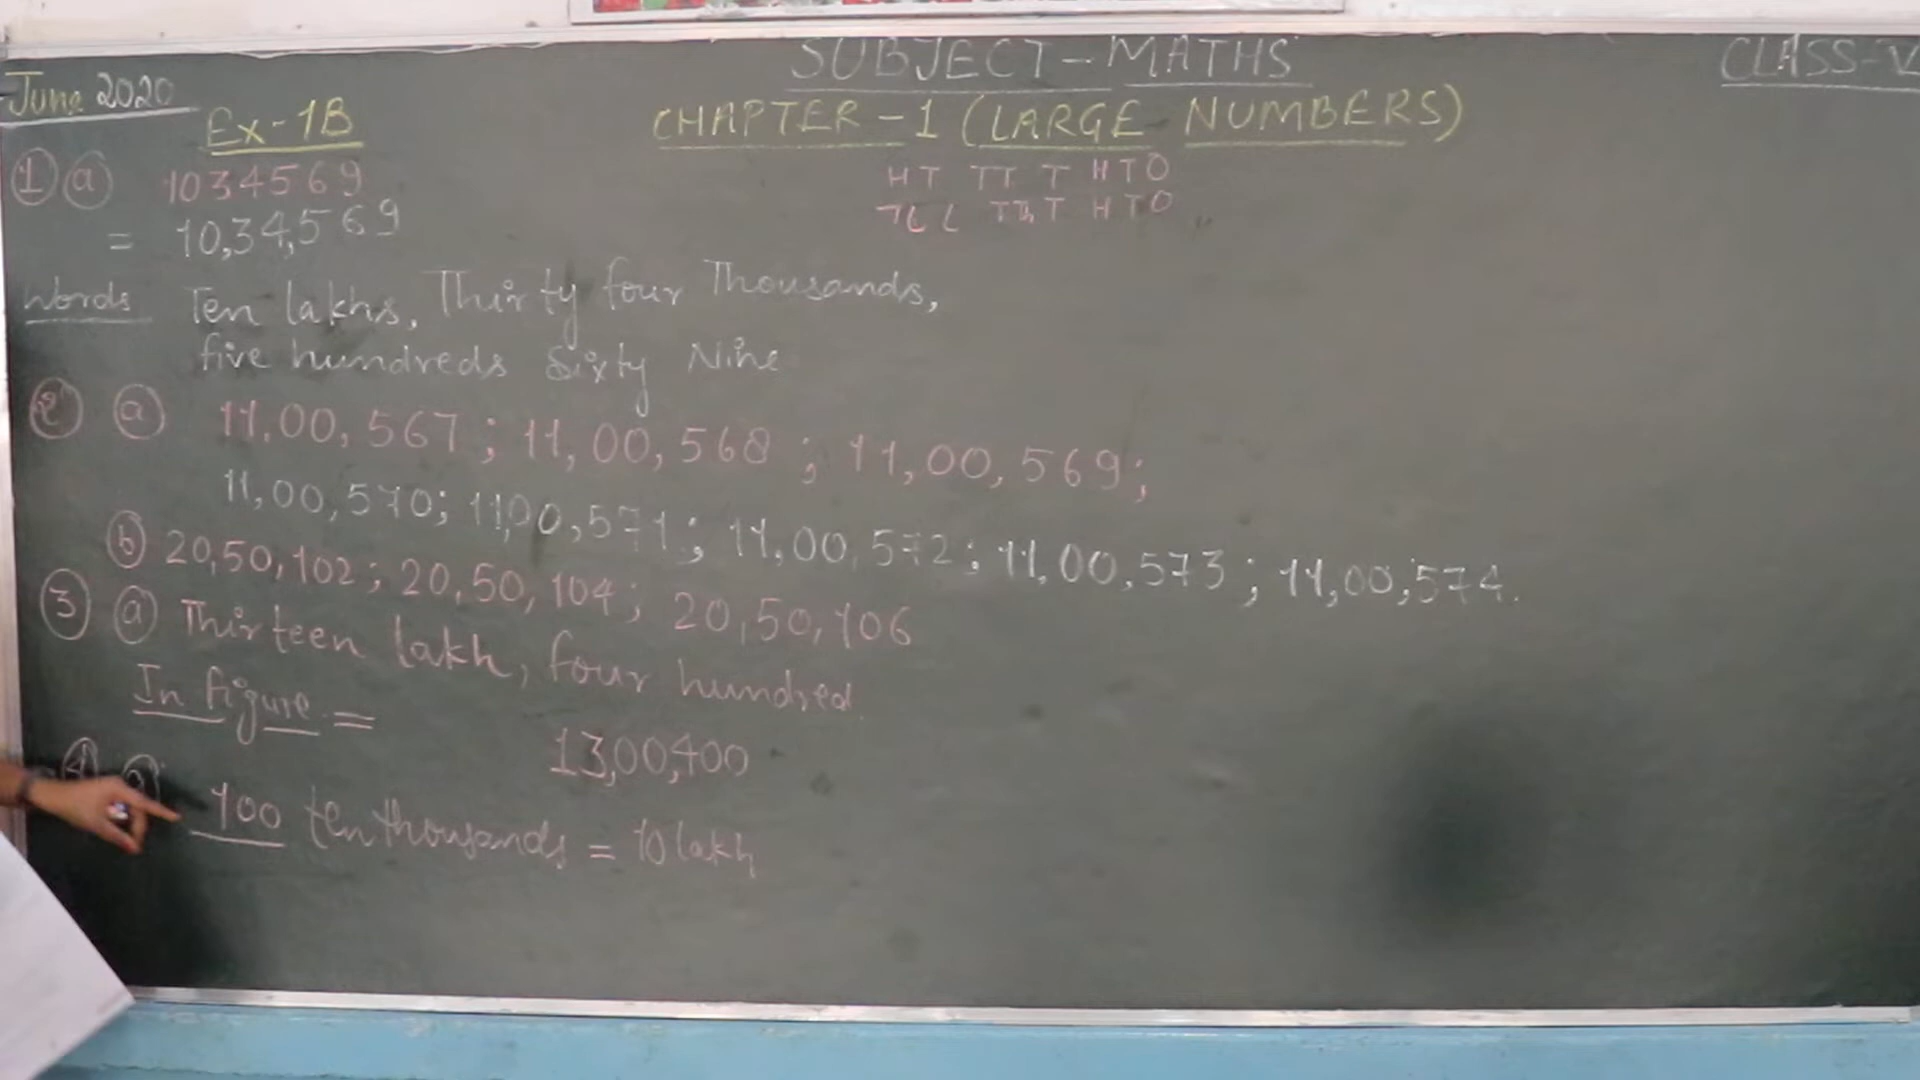 SUBJECT-MATHS
CLASS-V
June 2020
Ex-1B
CHAPTER-1 (LARGE NUMBERS)
1 a 1034569
HT TT T H T O
= 10,34,569
TL L TTh T H T O
Words Ten lakhs, Thirty four Thousands,
five hundreds Sixty Nine
2 a 11,00,567 ; 11,00,568 ; 11,00,569;
11,00,570; 11,00,571; 11,00,572; 11,00,573; 11,00,574.
b 20,50,102; 20,50,104; 20,50,106
3 a Thirteen lakh, four hundred.
In figure = 13,00,400
4 a 100 ten thousands = 10 lakh